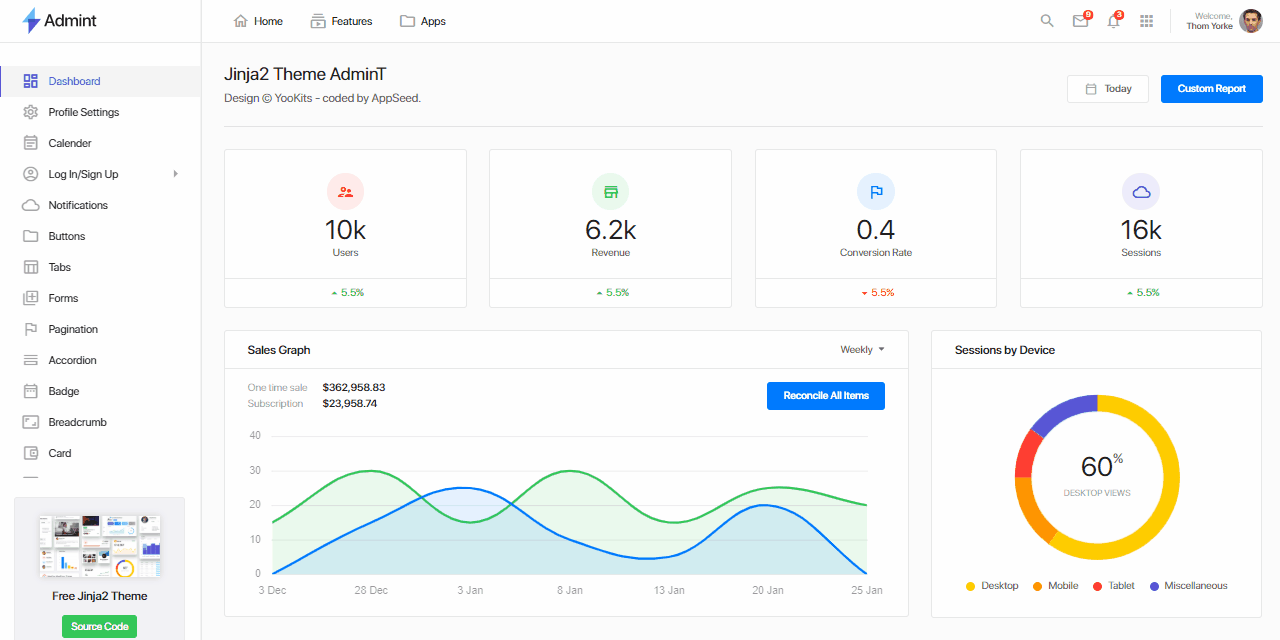 Admint
Home
Features
Apps
9
3
Welcome,
Thom Yorke
Dashboard
Profile Settings
Calender
Log In/Sign Up
Notifications
Buttons
Tabs
Forms
Pagination
Accordion
Badge
Breadcrumb
Card
Free Jinja2 Theme
Source Code
Jinja2 Theme AdminT
Design © YooKits - coded by AppSeed.
Today
Custom Report
10k
Users
5.5%
6.2k
Revenue
5.5%
0.4
Conversion Rate
5.5%
16k
Sessions
5.5%
Sales Graph
Weekly
One time sale $362,958.83
Subscription $23,958.74
Reconcile All Items
40
30
20
10
0
3 Dec 28 Dec 3 Jan 8 Jan 13 Jan 20 Jan 25 Jan
Sessions by Device
60%
DESKTOP VIEWS
Desktop Mobile Tablet Miscellaneous